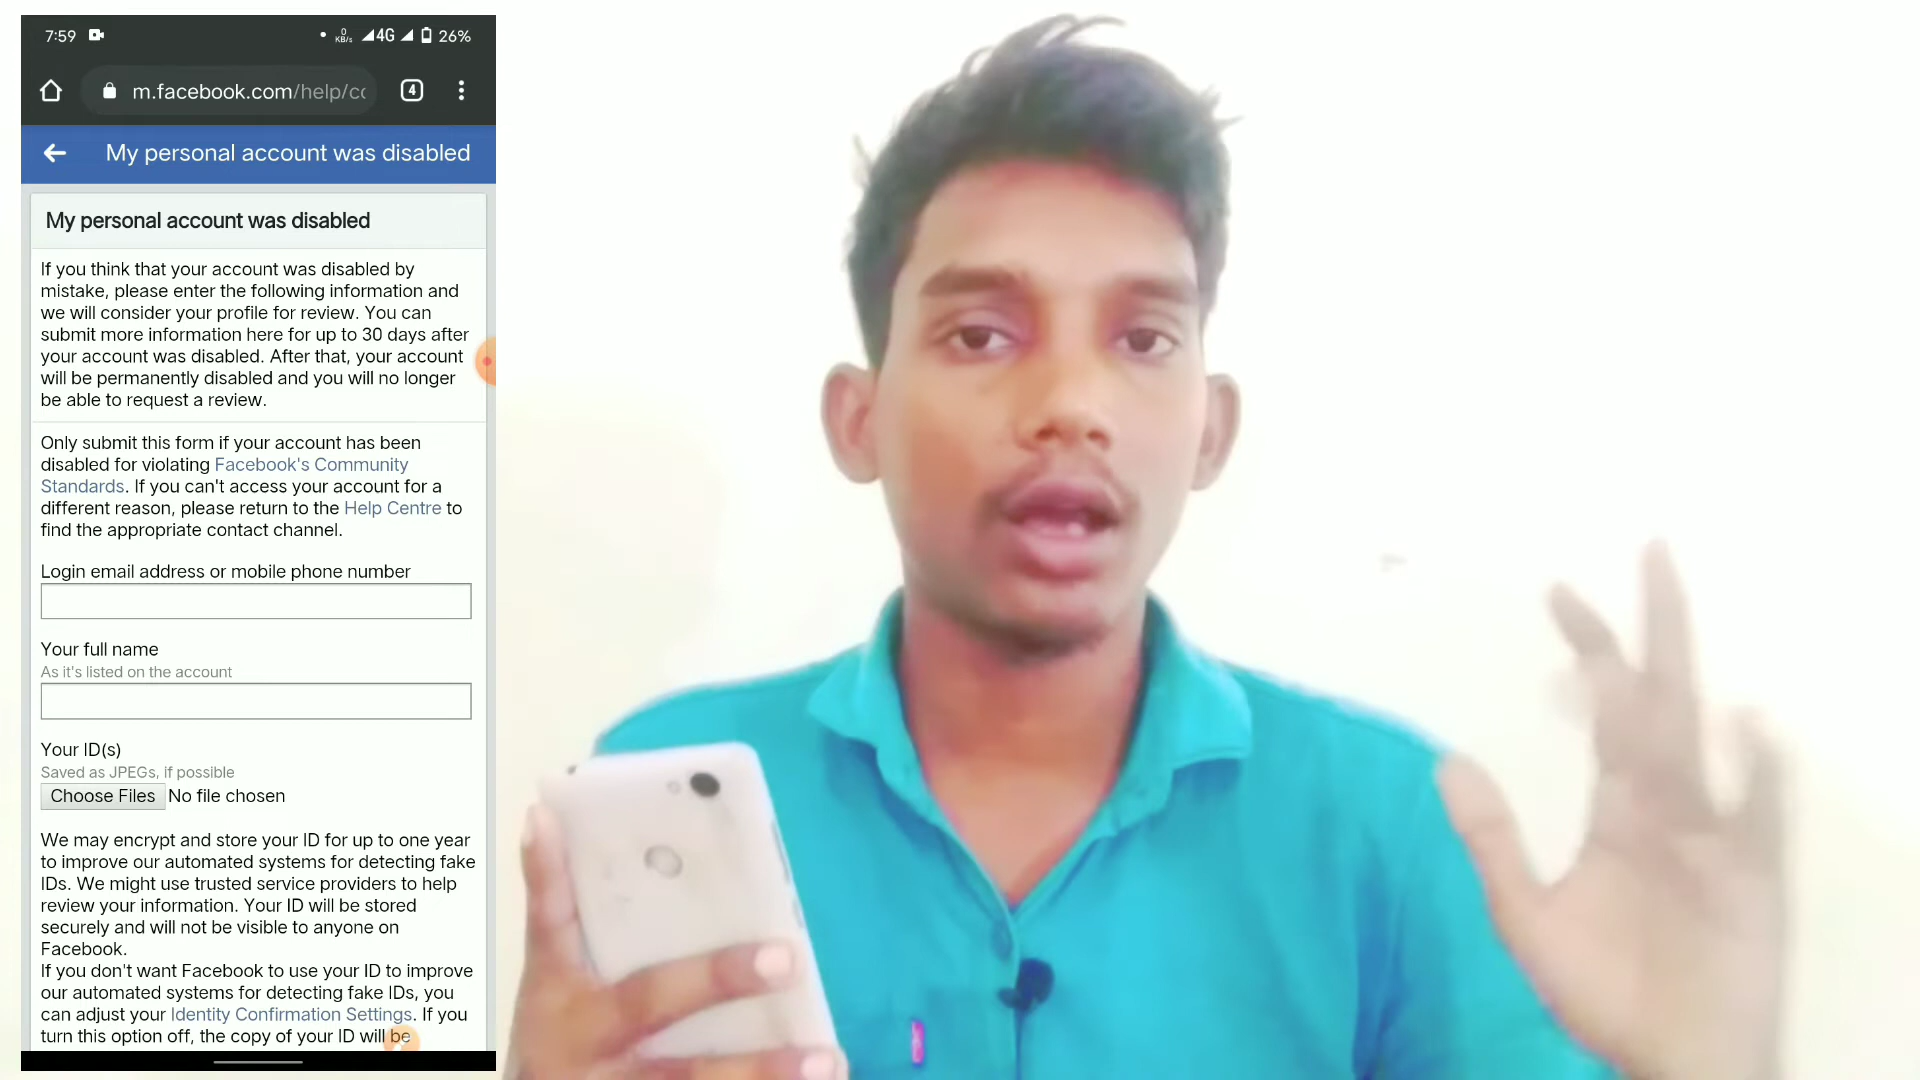 7:59
0
KB/s
4G
26%
m.facebook.com/help/cc
4
My personal account was disabled
My personal account was disabled
If you think that your account was disabled by
mistake, please enter the following information and
we will consider your profile for review. You can
submit more information here for up to 30 days after
your account was disabled. After that, your account
will be permanently disabled and you will no longer
be able to request a review.
Only submit this form if your account has been
disabled for violating Facebook's Community
Standards. If you can't access your account for a
different reason, please return to the Help Centre to
find the appropriate contact channel.
Login email address or mobile phone number
Your full name
As it's listed on the account
Your ID(s)
Saved as JPEGs, if possible
Choose Files No file chosen
We may encrypt and store your ID for up to one year
to improve our automated systems for detecting fake
IDs. We might use trusted service providers to help
review your information. Your ID will be stored
securely and will not be visible to anyone on
Facebook.
If you don't want Facebook to use your ID to improve
our automated systems for detecting fake IDs, you
can adjust your Identity Confirmation Settings. If you
turn this option off, the copy of your ID will be